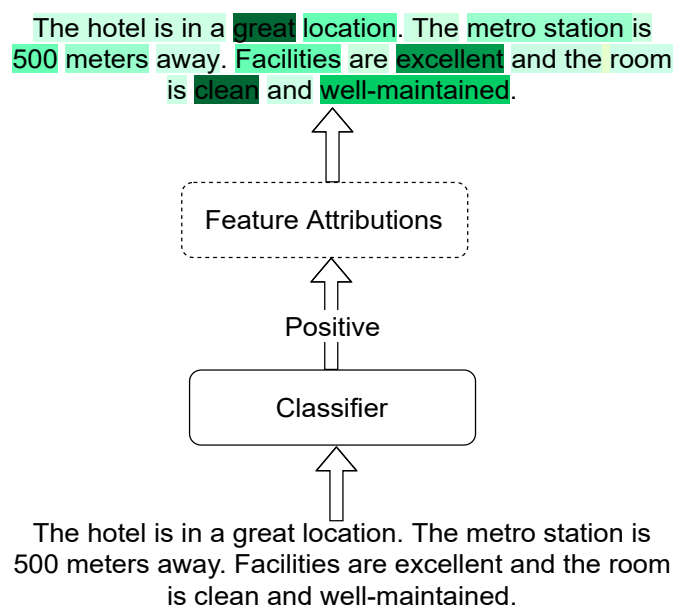 The hotel is in a great location. The metro station is
500 meters away. Facilities are excellent and the room
is clean and well-maintained.
Feature Attributions
Positive
Classifier
The hotel is in a great location. The metro station is
500 meters away. Facilities are excellent and the room
is clean and well-maintained.